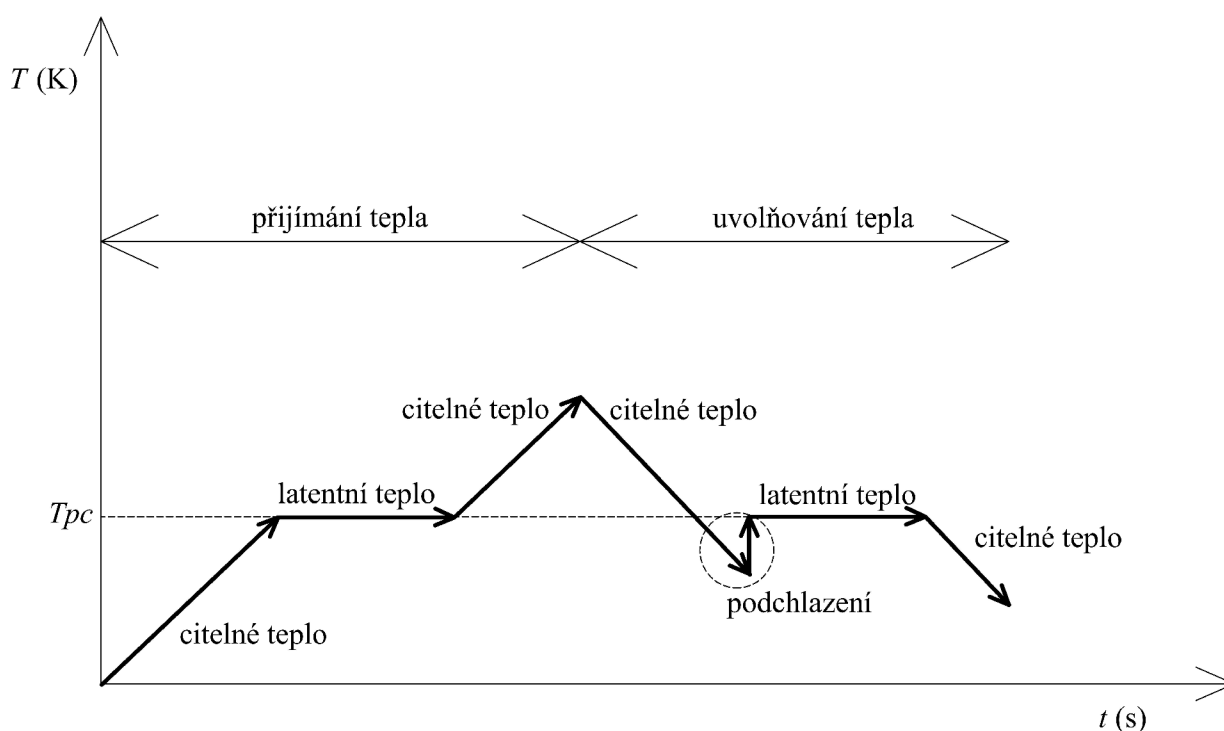 T (K)
přijímání tepla
uvolňování tepla
citelné teplo
citelné teplo
latentní teplo
latentní teplo
Tpc
citelné teplo
podchlazení
citelné teplo
t (s)